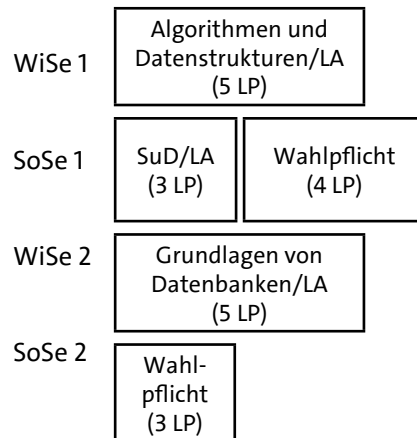 WiSe 1
Algorithmen und
Datenstrukturen/LA
(5 LP)
SoSe 1
SuD/LA
(3 LP)
Wahlpflicht
(4 LP)
WiSe 2
Grundlagen von
Datenbanken/LA
(5 LP)
SoSe 2
Wahl-
pflicht
(3 LP)